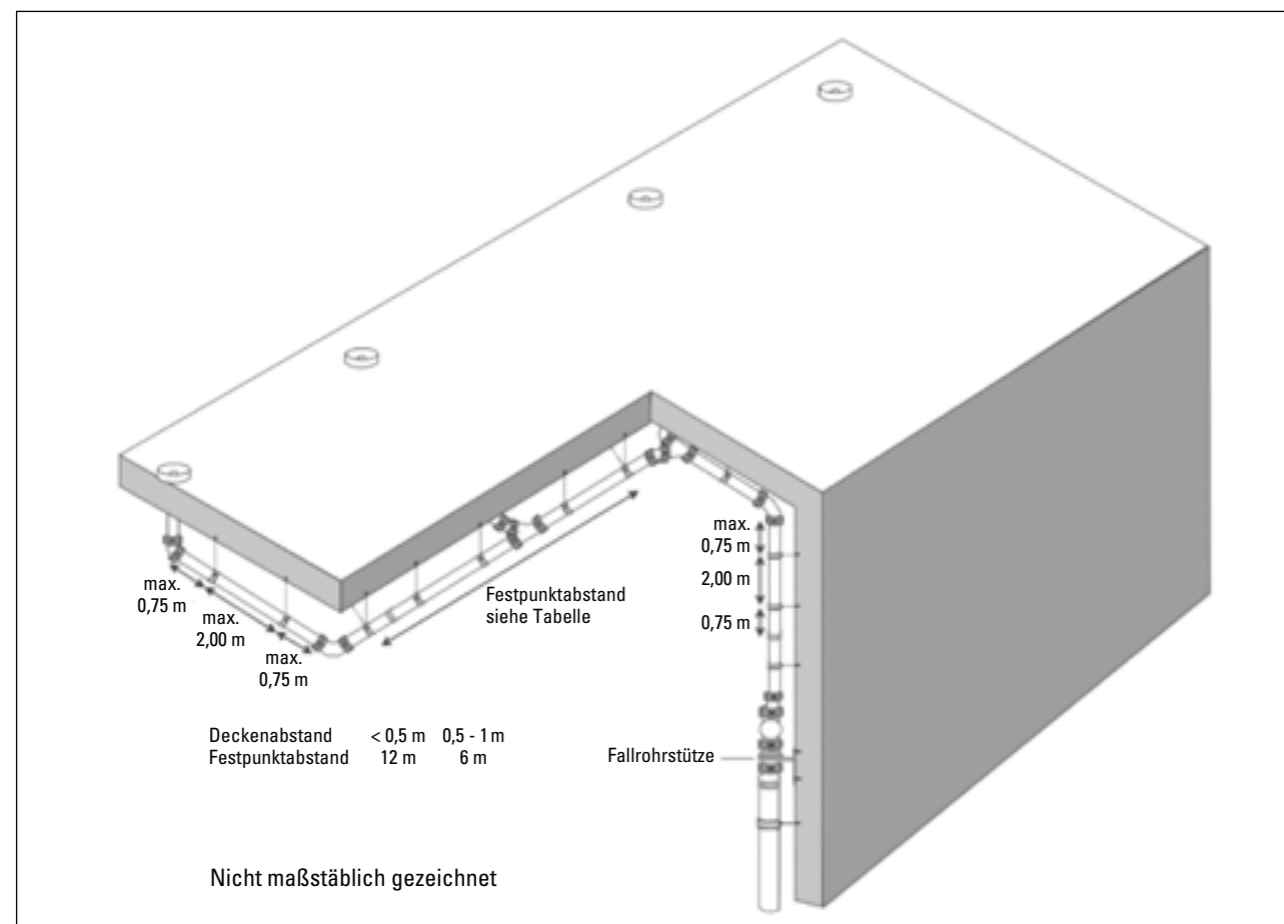 max.
0,75 m
max.
2,00 m
max.
0,75 m
Festpunktabstand
siehe Tabelle
max.
0,75 m
2,00 m
0,75 m
Deckenabstand < 0,5 m 0,5 - 1 m
Festpunktabstand 12 m 6 m
Fallrohrstütze
Nicht maßstäblich gezeichnet